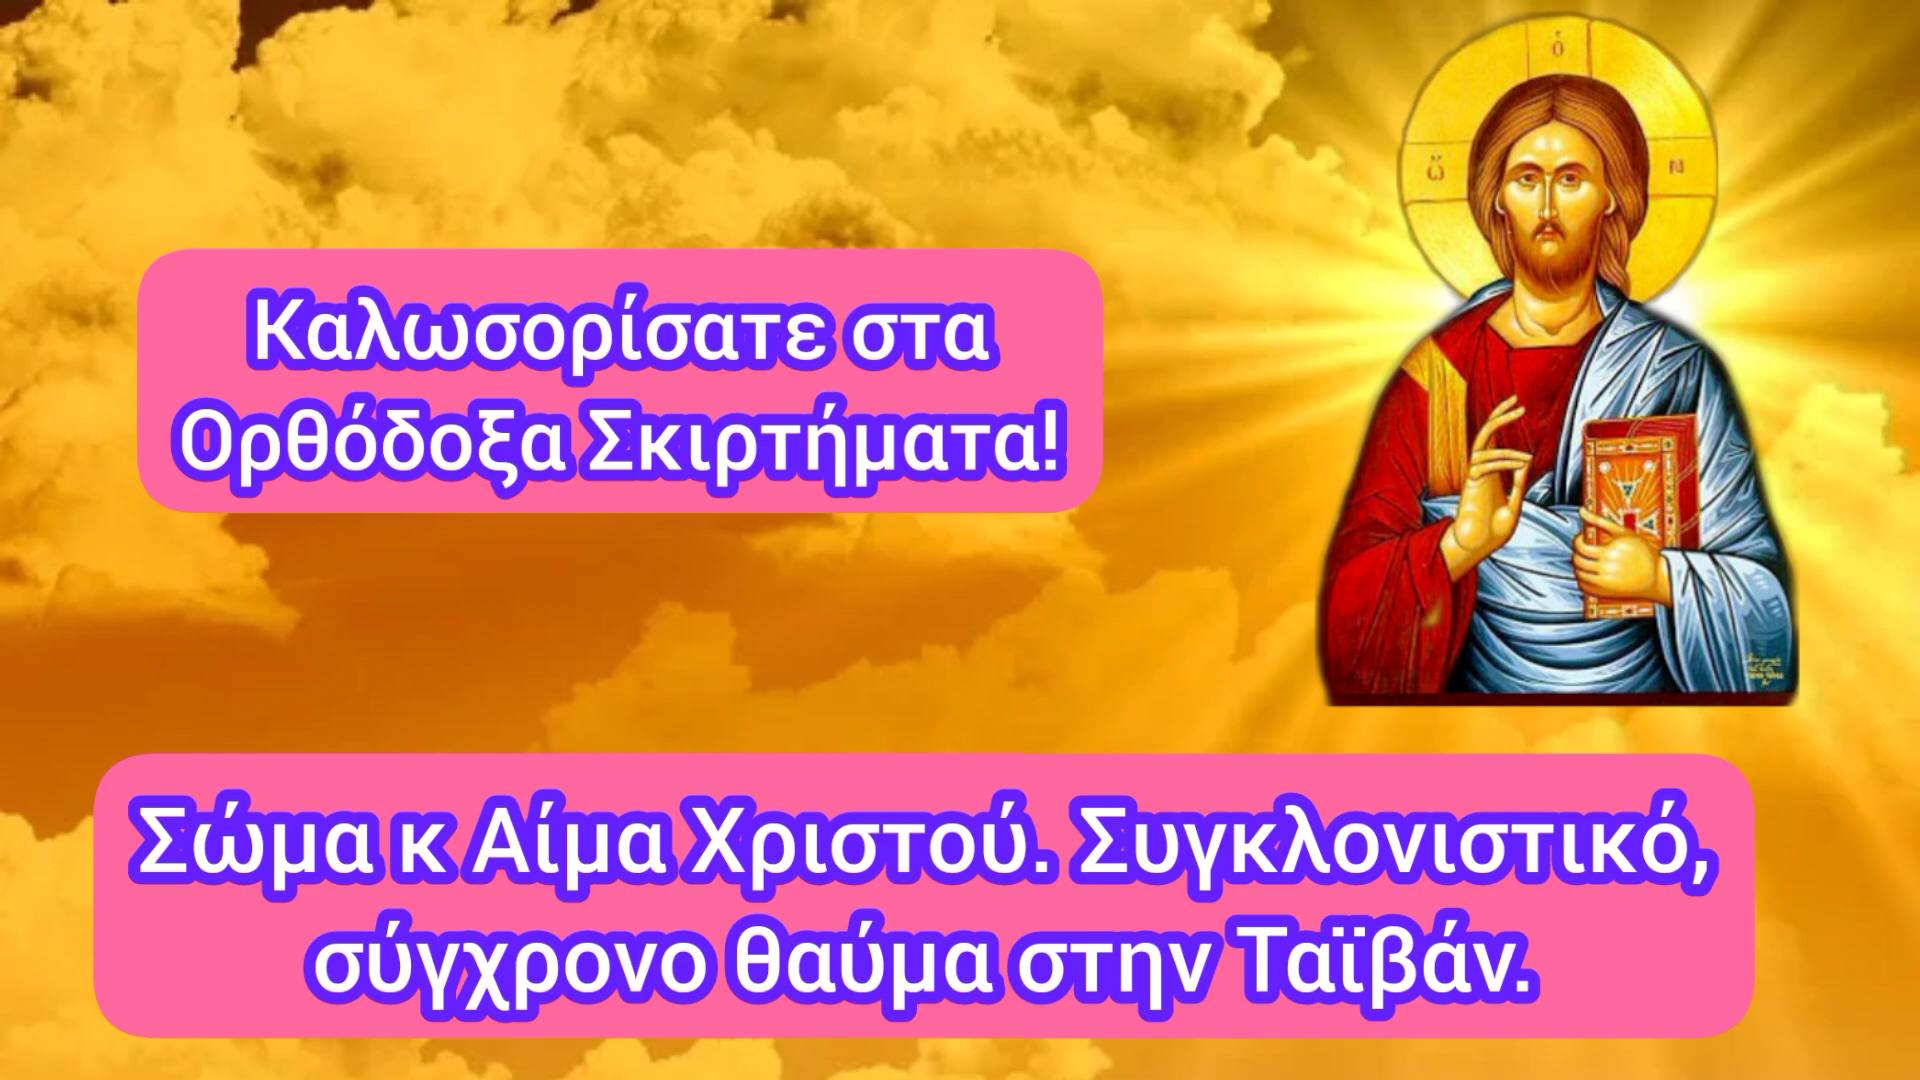 ὁ
ὤ Ν
Καλωσορίσατε στα
Ορθόδοξα Σκιρτήματα!
Σώμα κ Αίμα Χριστού. Συγκλονιστικό,
σύγχρονο θαύμα στην Ταϊβάν.